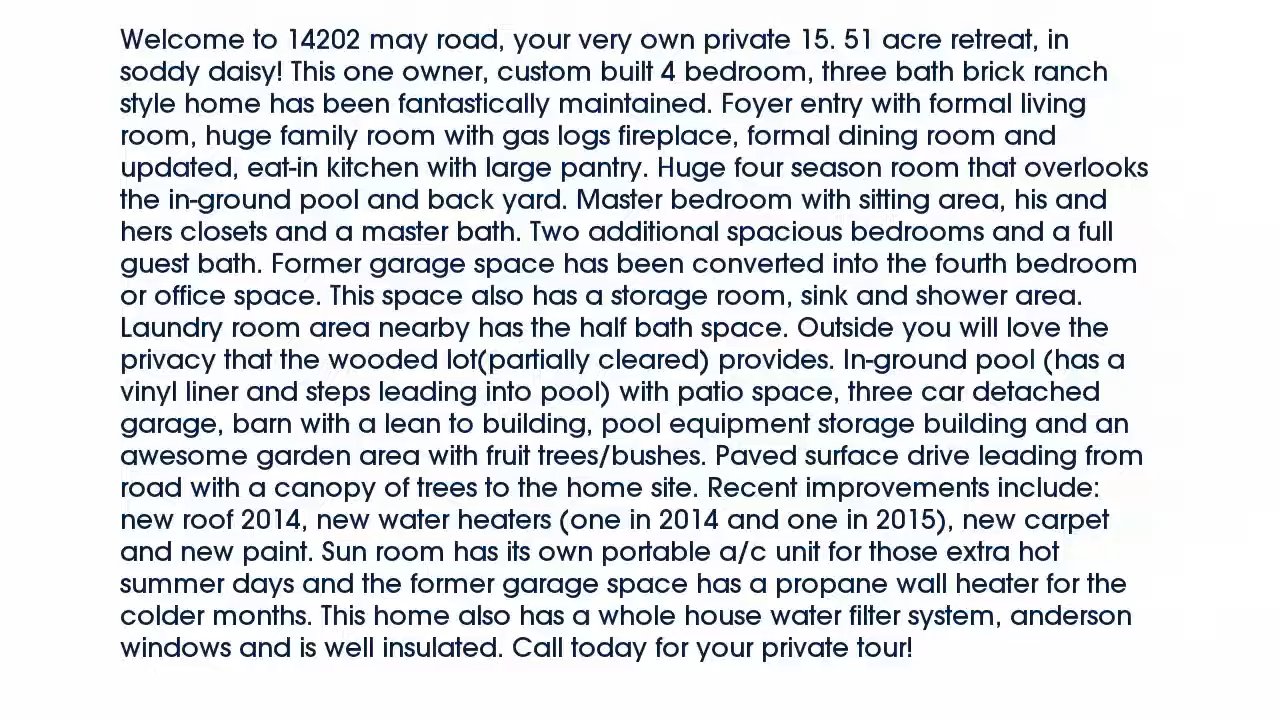 Welcome to 14202 may road, your very own private 15. 51 acre retreat, in
soddy daisy! This one owner, custom built 4 bedroom, three bath brick ranch
style home has been fantastically maintained. Foyer entry with formal living
room, huge family room with gas logs fireplace, formal dining room and
updated, eat-in kitchen with large pantry. Huge four season room that overlooks
the in-ground pool and back yard. Master bedroom with sitting area, his and
hers closets and a master bath. Two additional spacious bedrooms and a full
guest bath. Former garage space has been converted into the fourth bedroom
or office space. This space also has a storage room, sink and shower area.
Laundry room area nearby has the half bath space. Outside you will love the
privacy that the wooded lot(partially cleared) provides. In-ground pool (has a
vinyl liner and steps leading into pool) with patio space, three car detached
garage, barn with a lean to building, pool equipment storage building and an
awesome garden area with fruit trees/bushes. Paved surface drive leading from
road with a canopy of trees to the home site. Recent improvements include:
new roof 2014, new water heaters (one in 2014 and one in 2015), new carpet
and new paint. Sun room has its own portable a/c unit for those extra hot
summer days and the former garage space has a propane wall heater for the
colder months. This home also has a whole house water filter system, anderson
windows and is well insulated. Call today for your private tour!